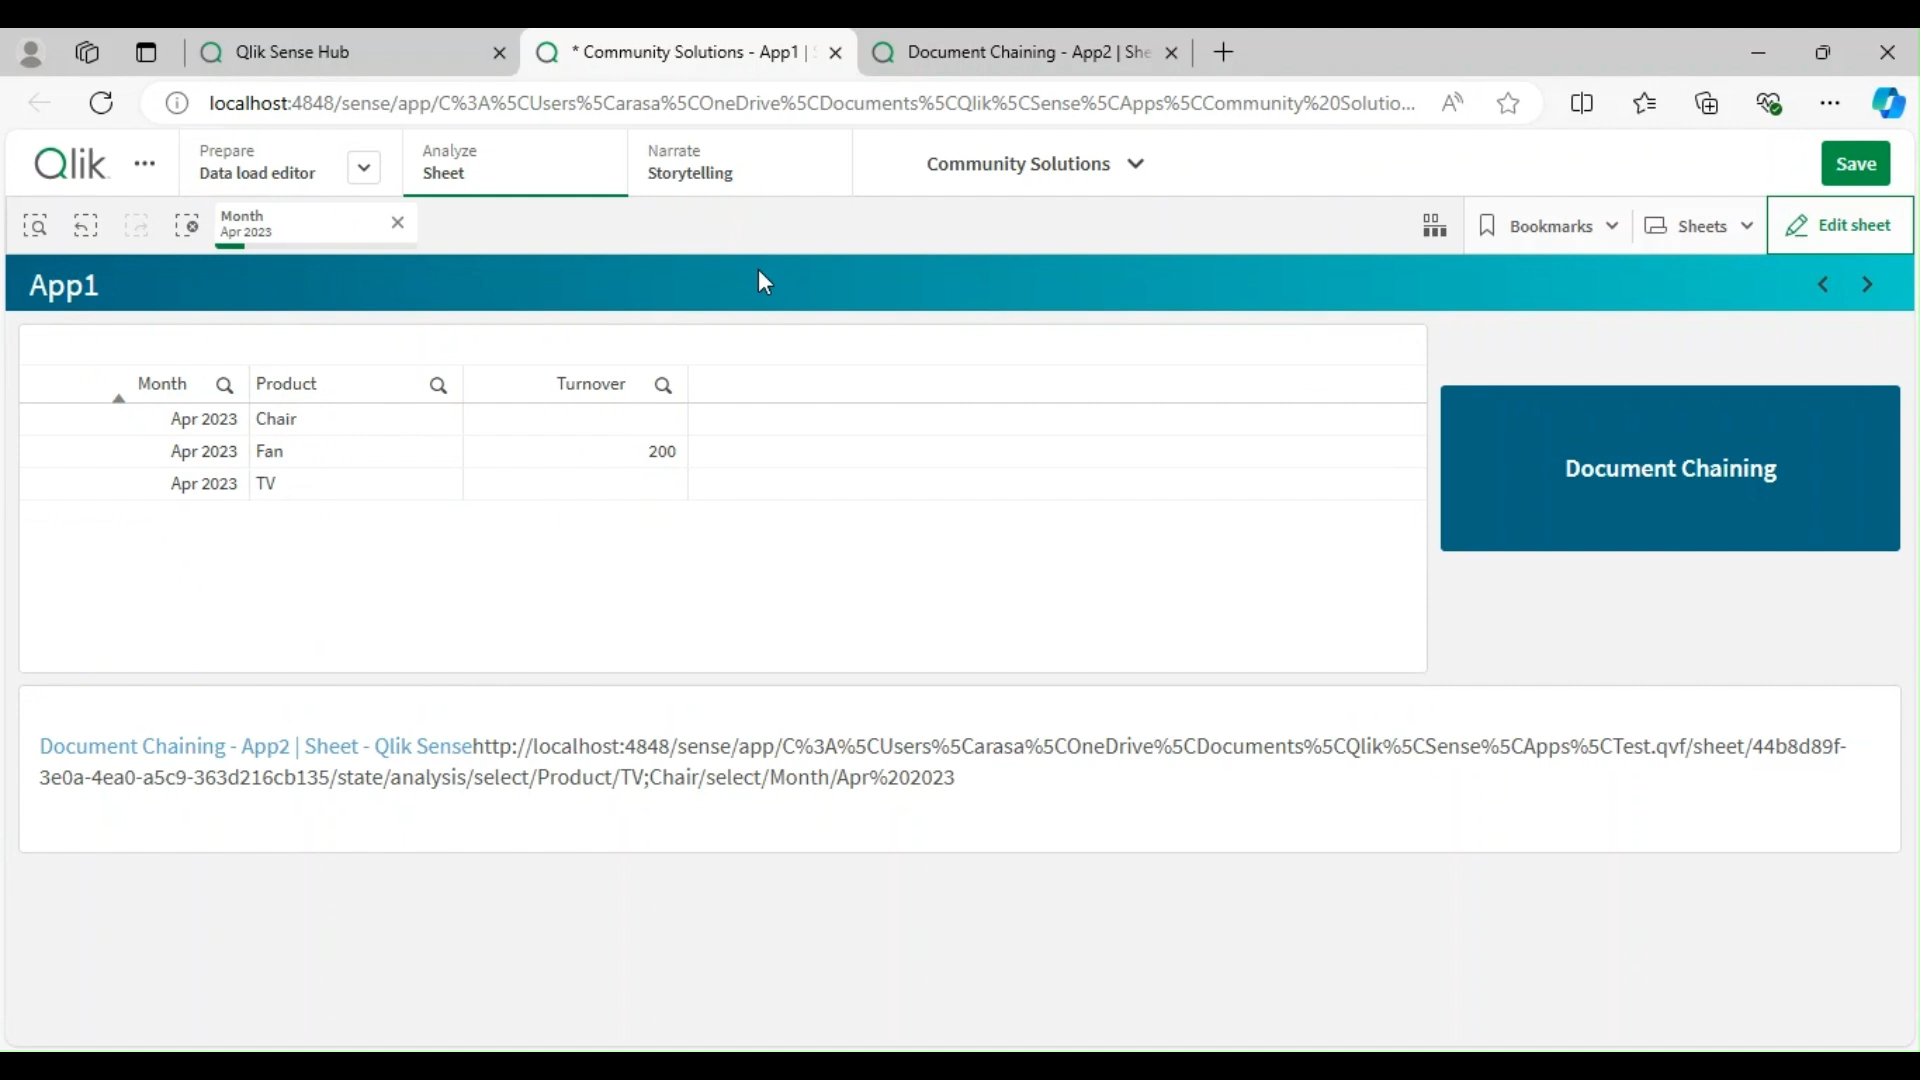 Qlik Sense Hub
* Community Solutions - App1 |
Document Chaining - App2 | She
localhost:4848/sense/app/C%3A%5CUsers%5Carasa%5COneDrive%5CDocuments%5CQlik%5CSense%5CApps%5CCommunity%20Solutio...
Qlik
Prepare
Data load editor
Analyze
Sheet
Narrate
Storytelling
Community Solutions
Save
Month
Apr 2023
Bookmarks
Sheets
Edit sheet
App1
Month Product Turnover
Apr 2023 Chair
Apr 2023 Fan 200
Apr 2023 TV
Document Chaining
Document Chaining - App2 | Sheet - Qlik Sensehttp://localhost:4848/sense/app/C%3A%5CUsers%5Carasa%5COneDrive%5CDocuments%5CQlik%5CSense%5CApps%5CTest.qvf/sheet/44b8d89f-
3e0a-4ea0-a5c9-363d216cb135/state/analysis/select/Product/TV;Chair/select/Month/Apr%202023